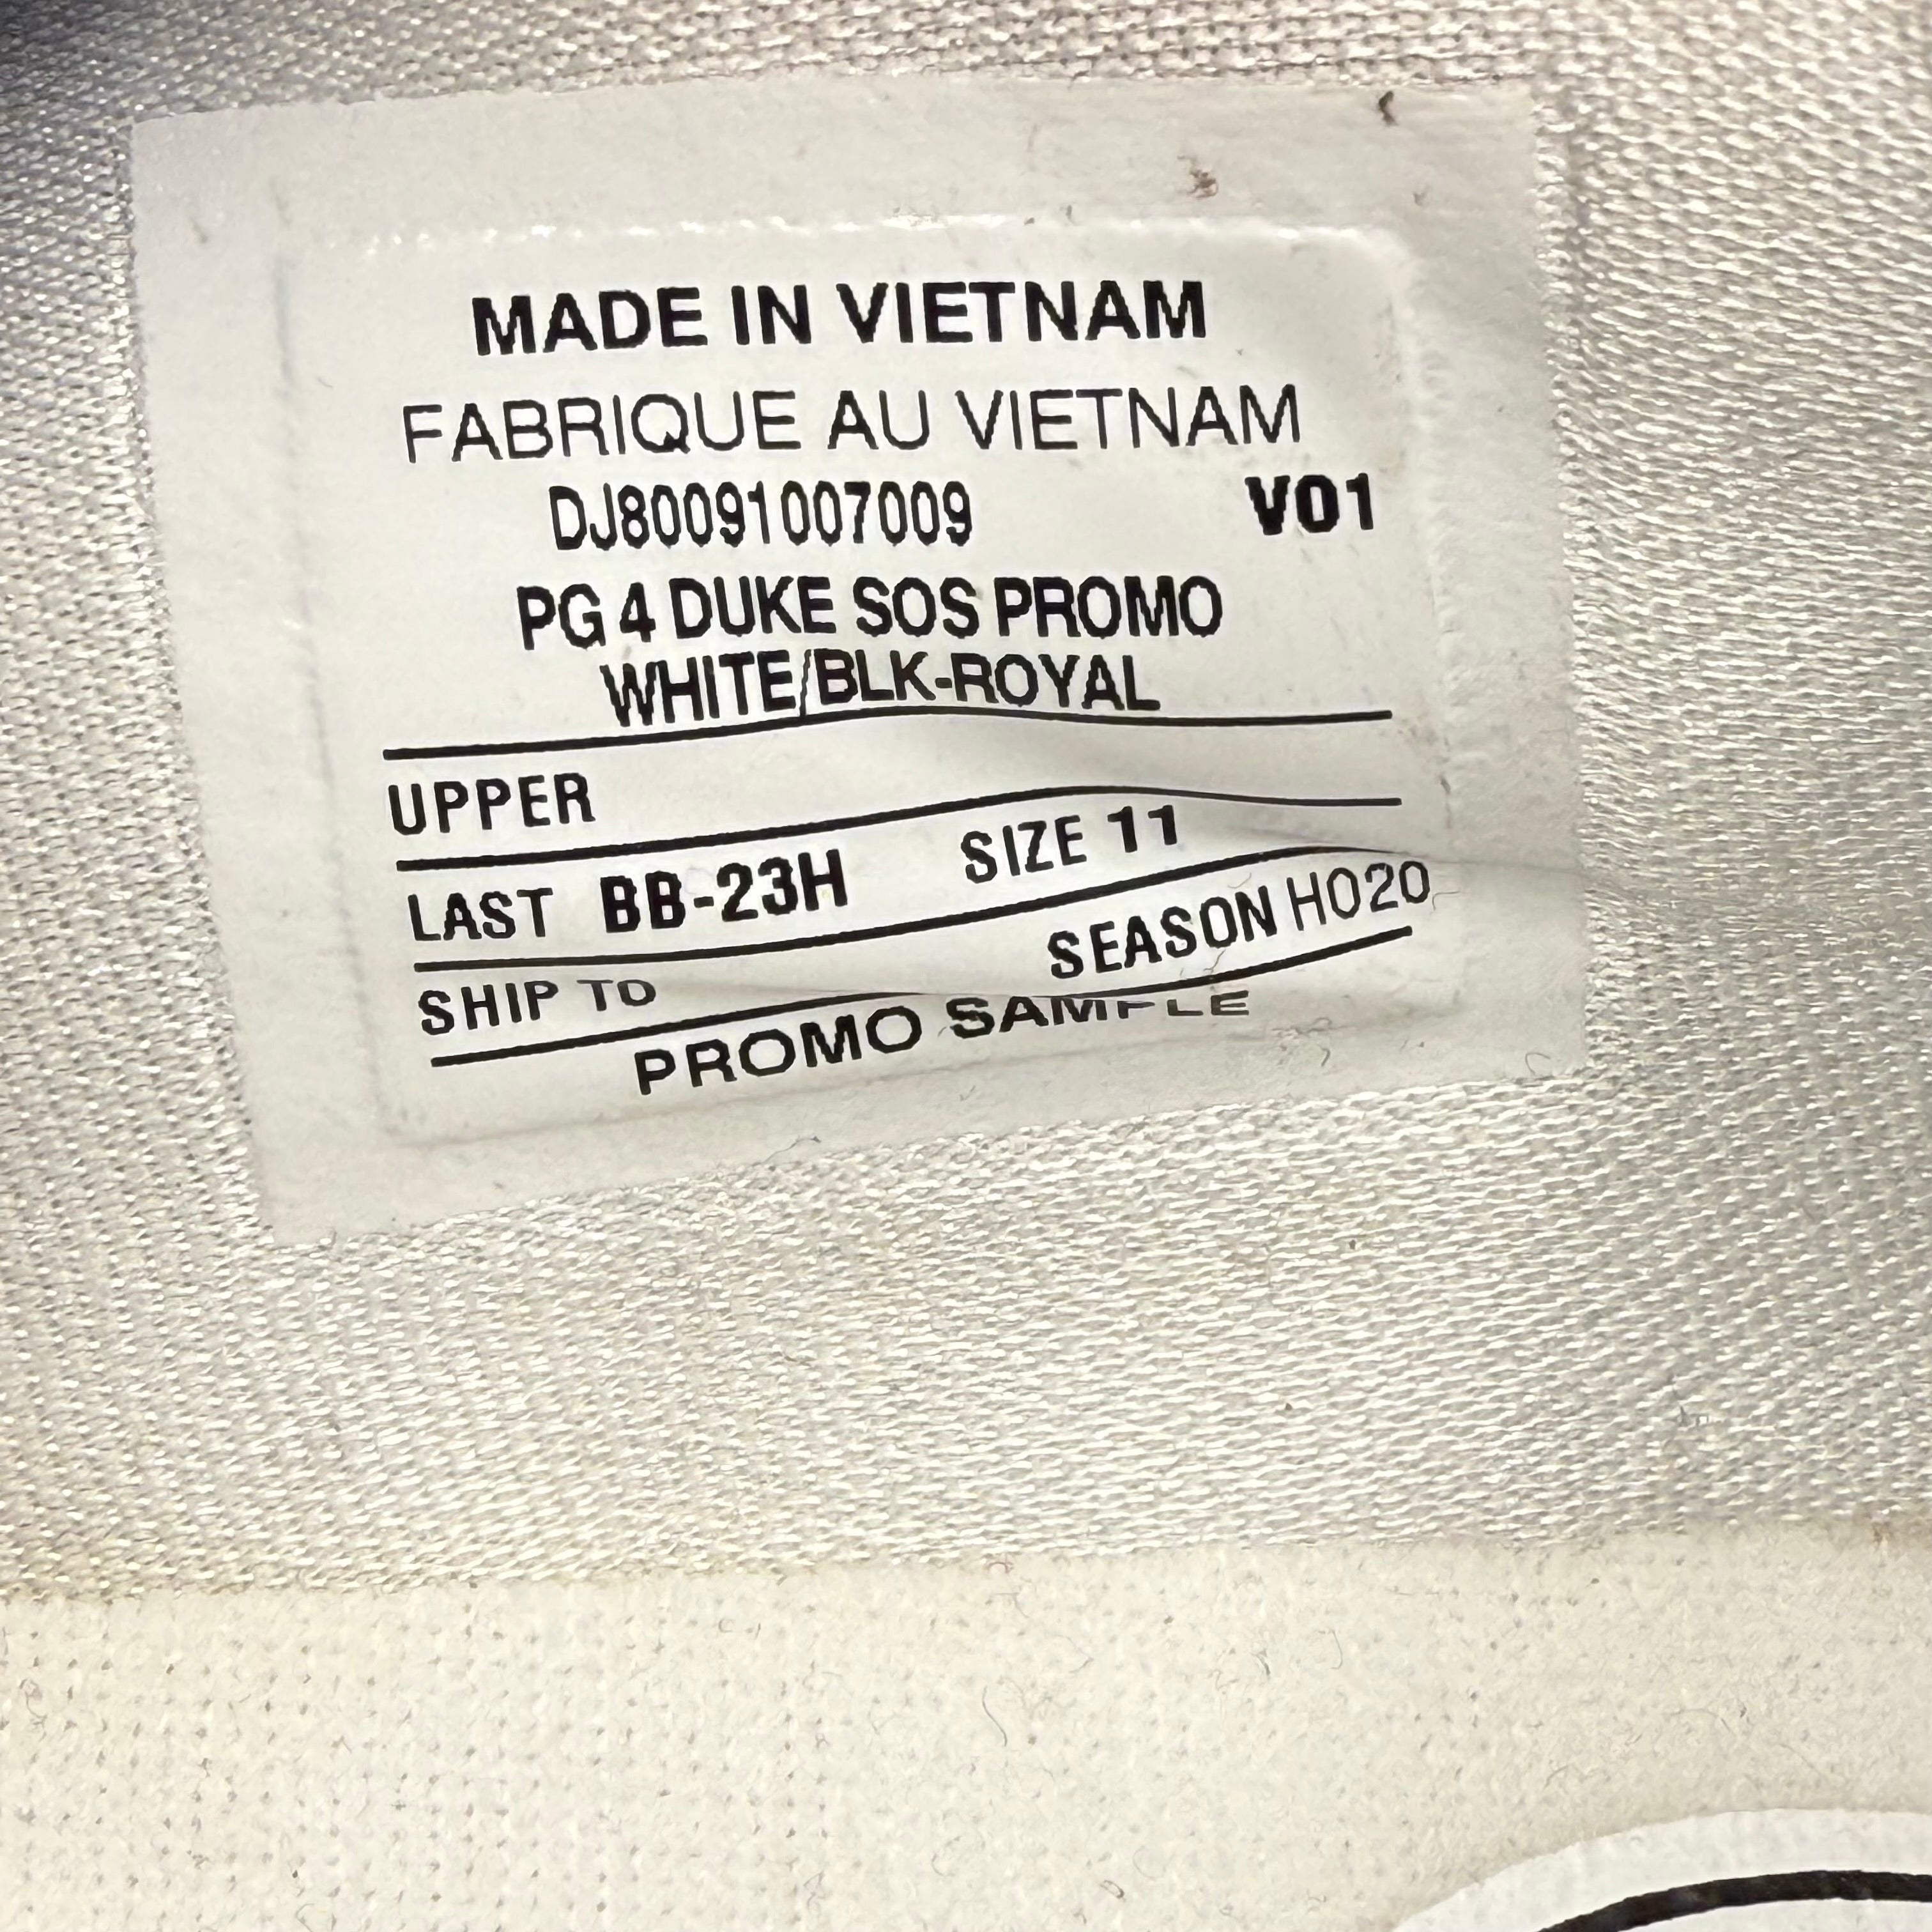 MADE IN VIETNAM
FABRIQUE AU VIETNAM
DJ80091007009 V01
PG 4 DUKE SOS PROMO
WHITE/BLK-ROYAL
UPPER
LAST BB-23H SIZE 11
SHIP TO SEASON HO20
PROMO SAMPLE